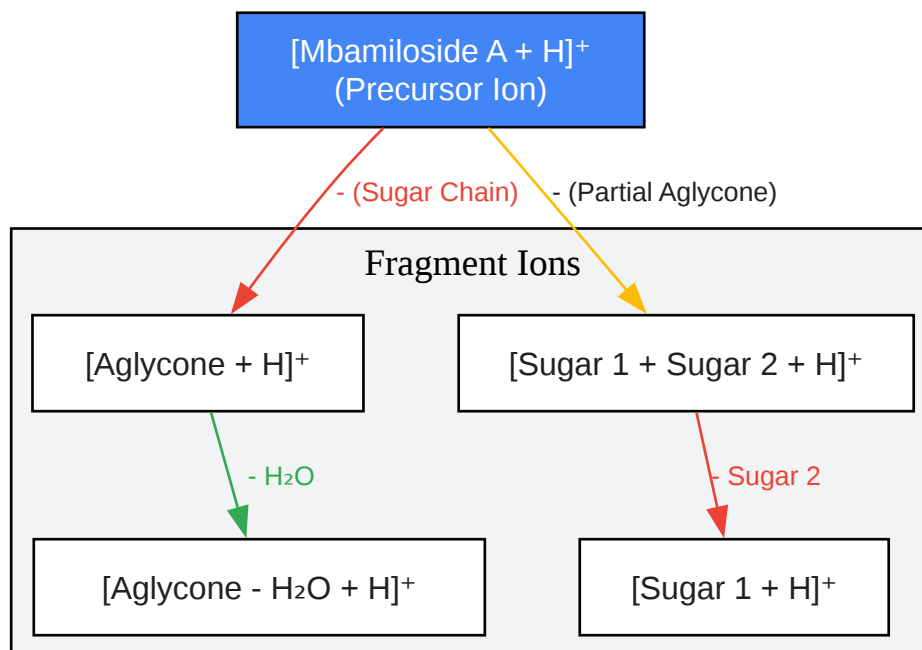 [Mbamiloside A + H]⁺
(Precursor Ion)
- (Sugar Chain)
- (Partial Aglycone)
Fragment Ions
[Aglycone + H]⁺
[Sugar 1 + Sugar 2 + H]⁺
- H₂O
- Sugar 2
[Aglycone - H₂O + H]⁺
[Sugar 1 + H]⁺